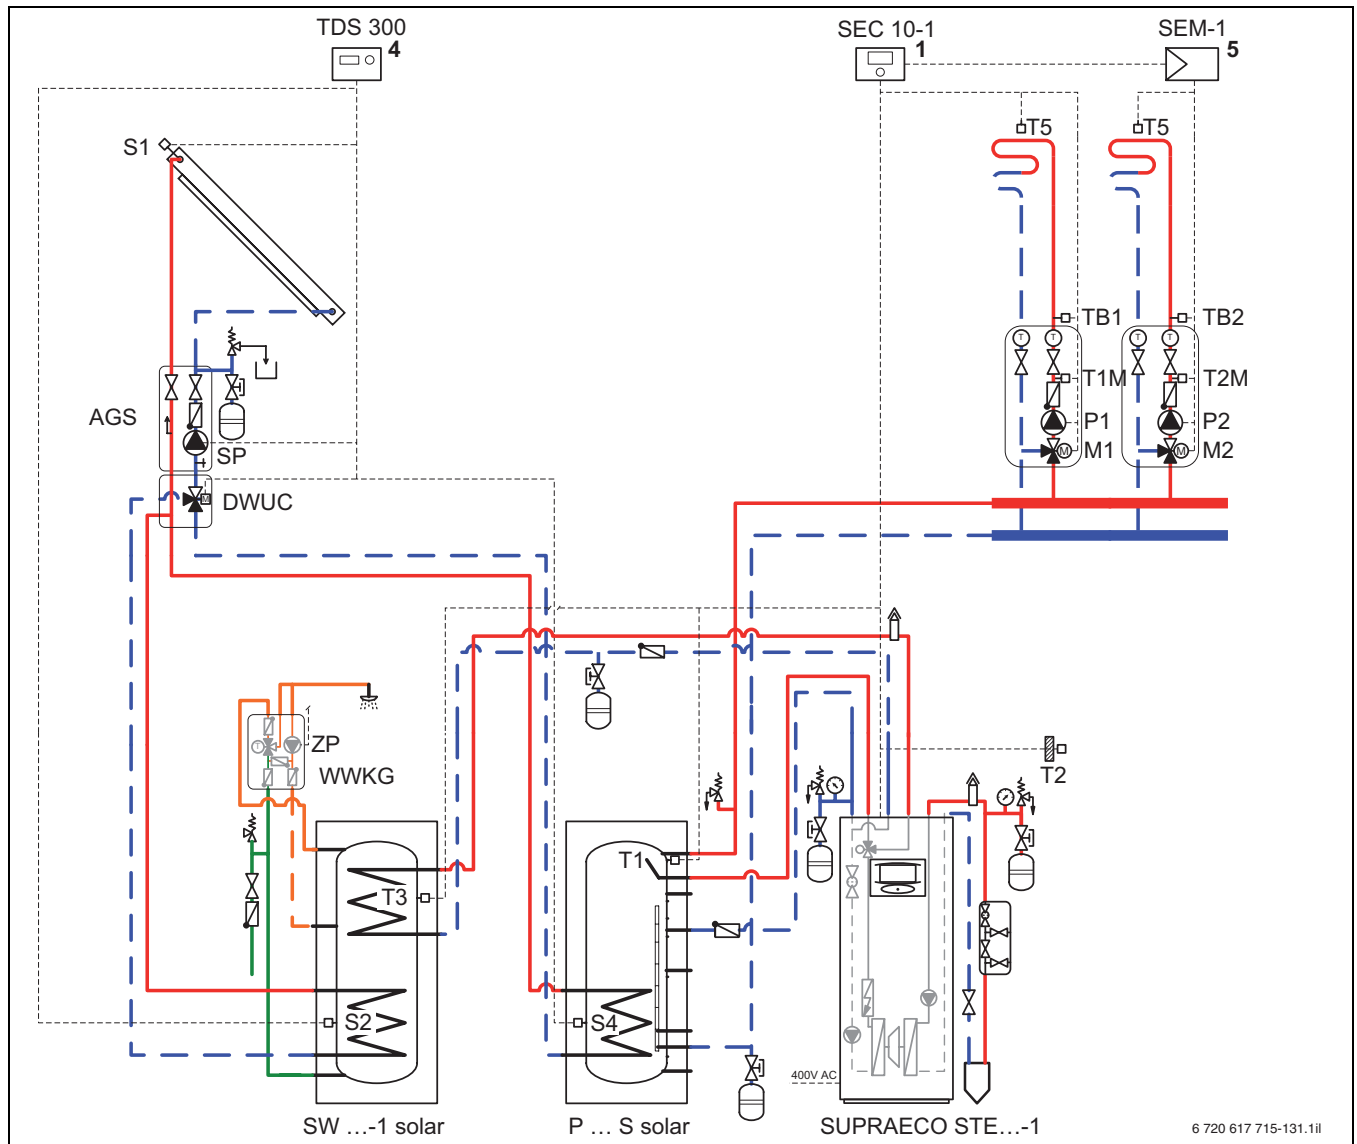 TDS 300
4
SEC 10-1
1
SEM-1
5
S1
T5
T5
TB1
TB2
T
T
T
T
T1M
T2M
AGS
P1
P2
SP
M
M1
M
M2
M
DWUC
ZP
T
WWKG
T2
T1
T3
S2
S4
400V AC
SW ...-1 solar
P ... S solar
SUPRAECO STE...-1
6 720 617 715-131.1il